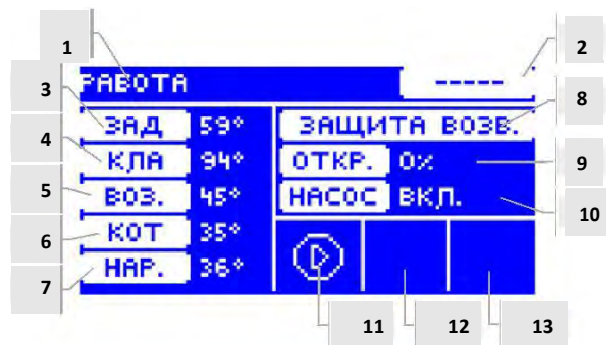 1
2
РАБОТА
-----
3
ЗАД 59°
ЗАЩИТА ВОЗВ.
8
4
КЛА 94°
ОТКР. 0%
9
5
ВОЗ. 45°
НАСОС ВКЛ.
10
6
КОТ 35°
7
НАР. 36°
11
12
13